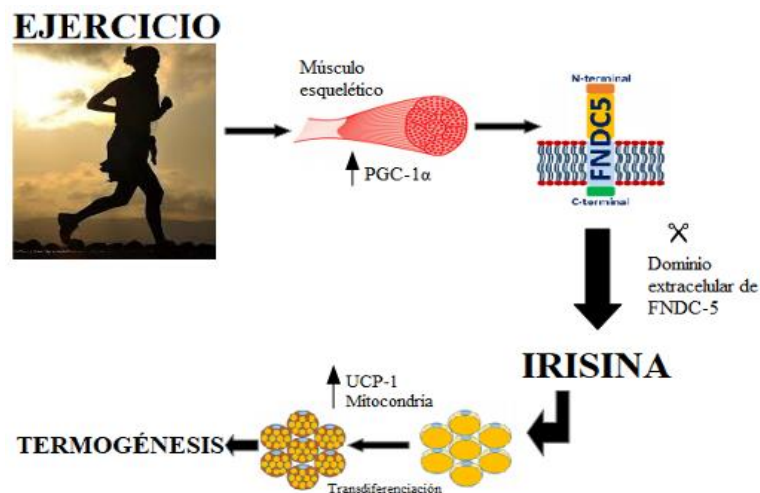 EJERCICIO
Músculo
esquelético
PGC-1α
N-terminal
FNDC5
C-terminal
Dominio
extracelular de
FNDC-5
IRISINA
UCP-1
Mitocondria
Transdiferenciación
TERMOGÉNESIS